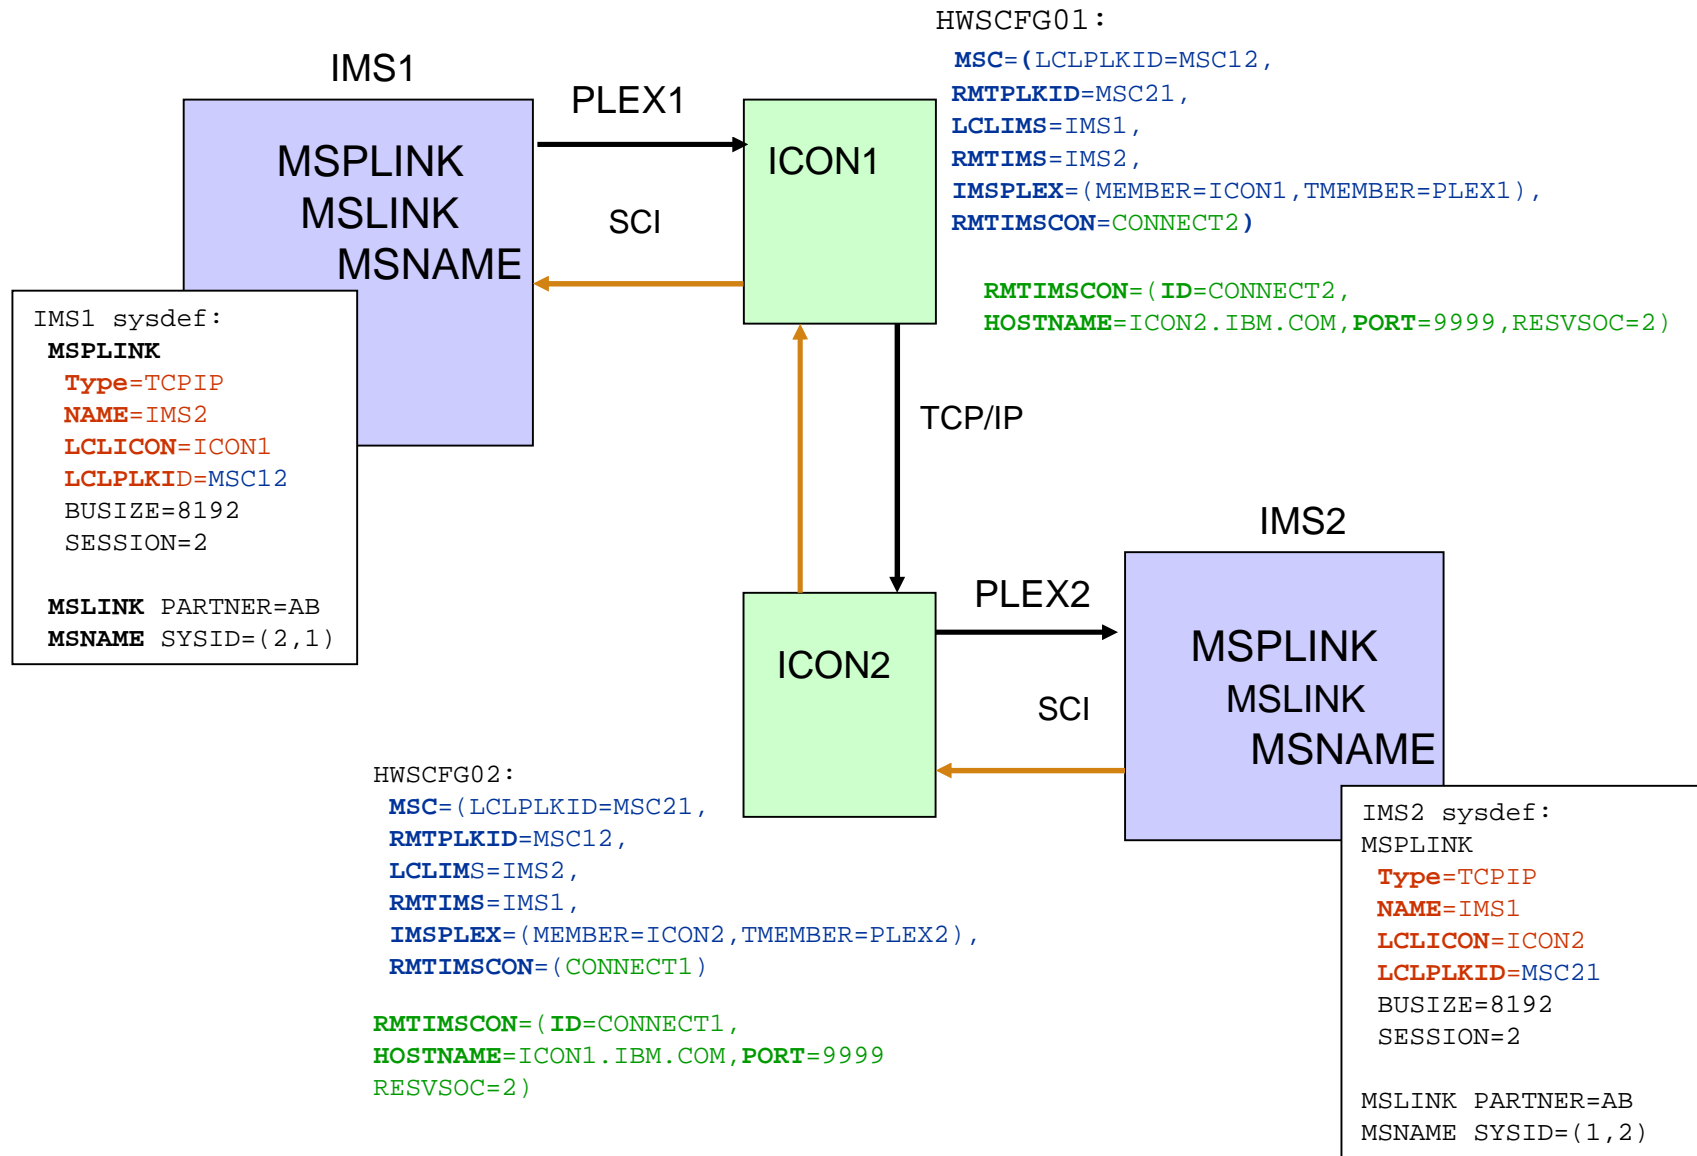 HWSCFG01:
MSC=(LCLPLKID=MSC12,
RMTPLKID=MSC21,
LCLIMS=IMS1,
RMTIMS=IMS2,
IMSPLEX=(MEMBER=ICON1,TMEMBER=PLEX1),
RMTIMSCON=CONNECT2)
RMTIMSCON=(ID=CONNECT2,
HOSTNAME=ICON2.IBM.COM,PORT=9999,RESVSOC=2)
IMS1
PLEX1
MSPLINK
MSLINK
MSNAME
SCI
ICON1
IMS1 sysdef:
MSPLINK
Type=TCPIP
NAME=IMS2
LCLICON=ICON1
LCLPLKID=MSC12
BUSIZE=8192
SESSION=2
MSLINK PARTNER=AB
MSNAME SYSID=(2,1)
TCP/IP
IMS2
ICON2
PLEX2
SCI
MSPLINK
MSLINK
MSNAME
HWSCFG02:
MSC=(LCLPLKID=MSC21,
RMTPLKID=MSC12,
LCLIMS=IMS2,
RMTIMS=IMS1,
IMSPLEX=(MEMBER=ICON2,TMEMBER=PLEX2),
RMTIMSCON=(CONNECT1)
RMTIMSCON=(ID=CONNECT1,
HOSTNAME=ICON1.IBM.COM,PORT=9999
RESVSOC=2)
IMS2 sysdef:
MSPLINK
Type=TCPIP
NAME=IMS1
LCLICON=ICON2
LCLPLKID=MSC21
BUSIZE=8192
SESSION=2
MSLINK PARTNER=AB
MSNAME SYSID=(1,2)